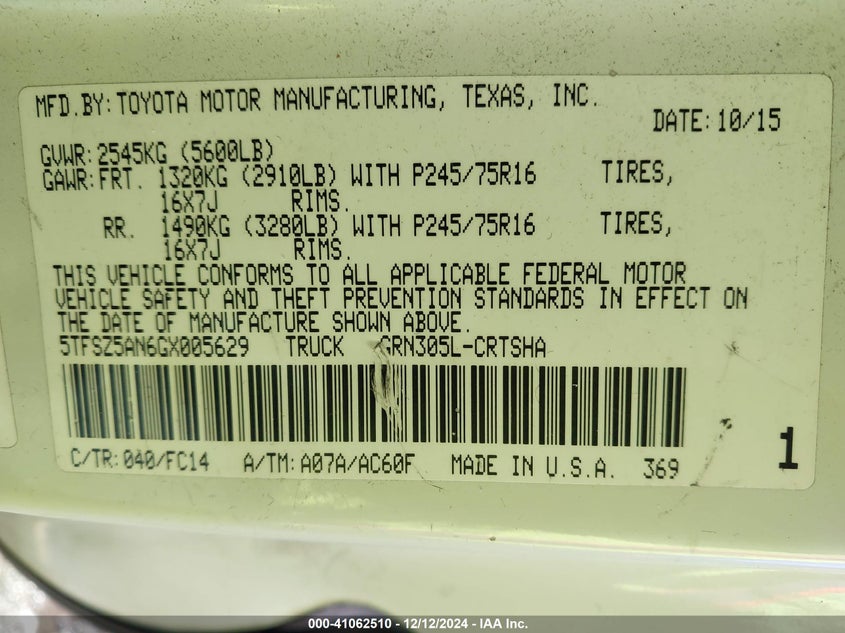 MFD.BY:TOYOTA MOTOR MANUFACTURING, TEXAS, INC.
DATE:10/15
GVWR:2545KG (5600LB)
GAWR:FRT. 1320KG (2910LB) WITH P245/75R16 TIRES,
16X7J RIMS.
RR. 1490KG (3280LB) WITH P245/75R16 TIRES,
16X7J RIMS.
THIS VEHICLE CONFORMS TO ALL APPLICABLE FEDERAL MOTOR
VEHICLE SAFETY AND THEFT PREVENTION STANDARDS IN EFFECT ON
THE DATE OF MANUFACTURE SHOWN ABOVE.
5TFSZ5AN6GX005629 TRUCK GRN305L-CRTSHA
C/TR:040/FC14 A/TM:A07A/AC60F MADE IN U.S.A. 369 1
000-41062510 - 12/12/2024 - IAA Inc.